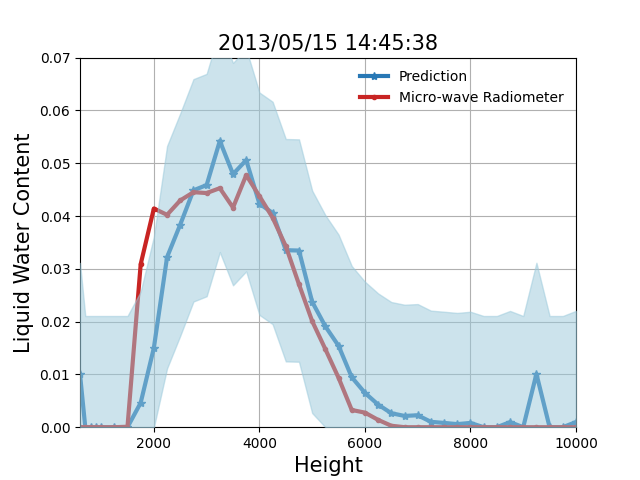 2013/05/15 14:45:38
Prediction
Micro-wave Radiometer
Liquid Water Content
0.07
0.06
0.05
0.04
0.03
0.02
0.01
0.00
2000 4000 6000 8000 10000
Height